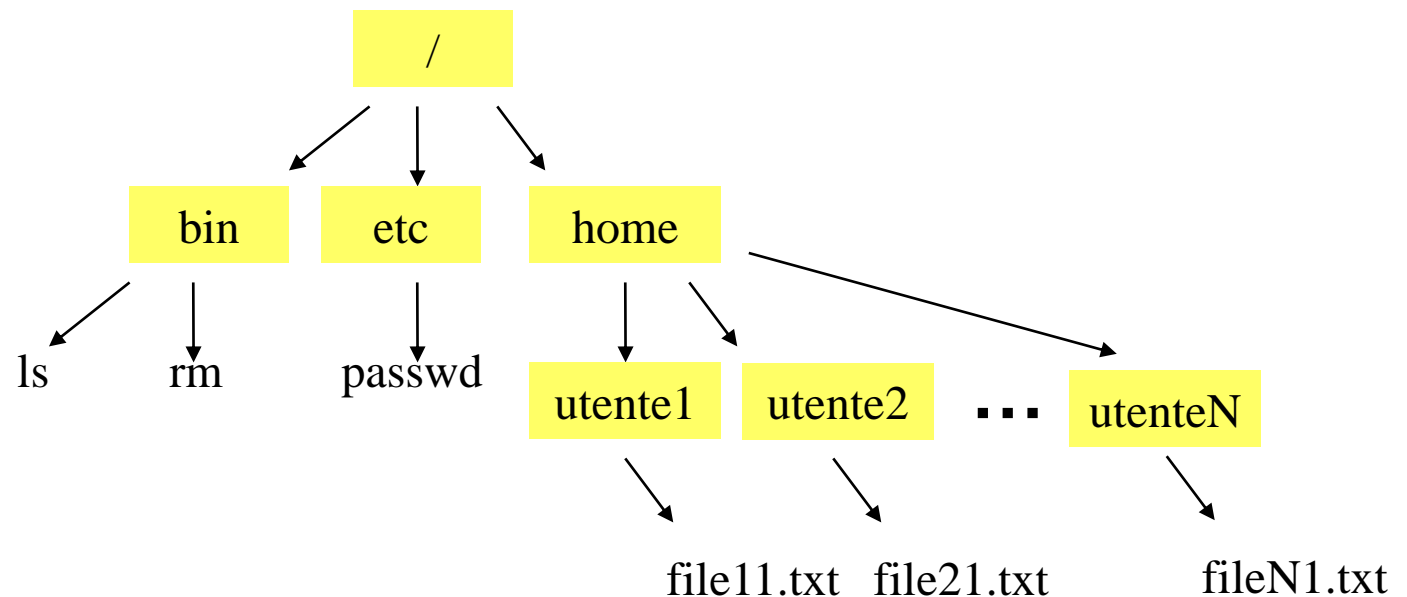 /
bin etc home
ls rm passwd
utente1 utente2 ... utenteN
file11.txt file21.txt fileN1.txt